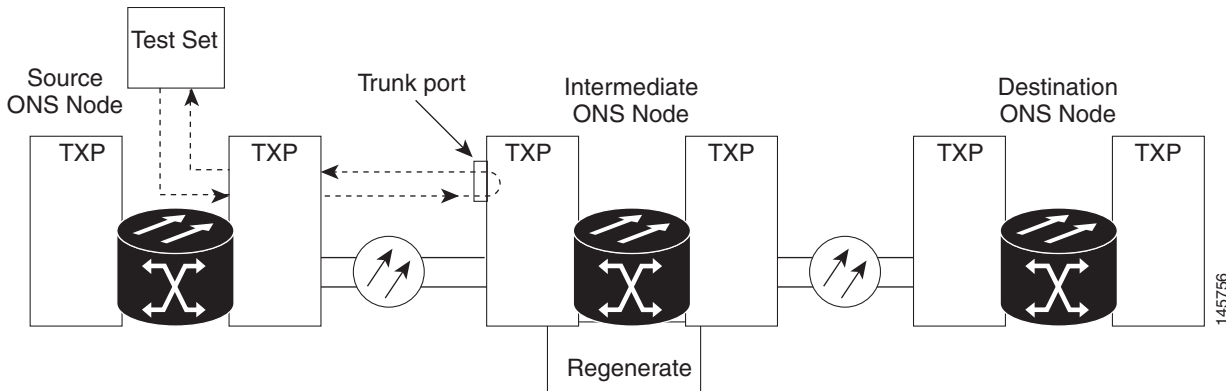 Test Set
Source
ONS Node
Trunk port
Intermediate
ONS Node
Destination
ONS Node
TXP
TXP
TXP
TXP
TXP
TXP
Regenerate
145756